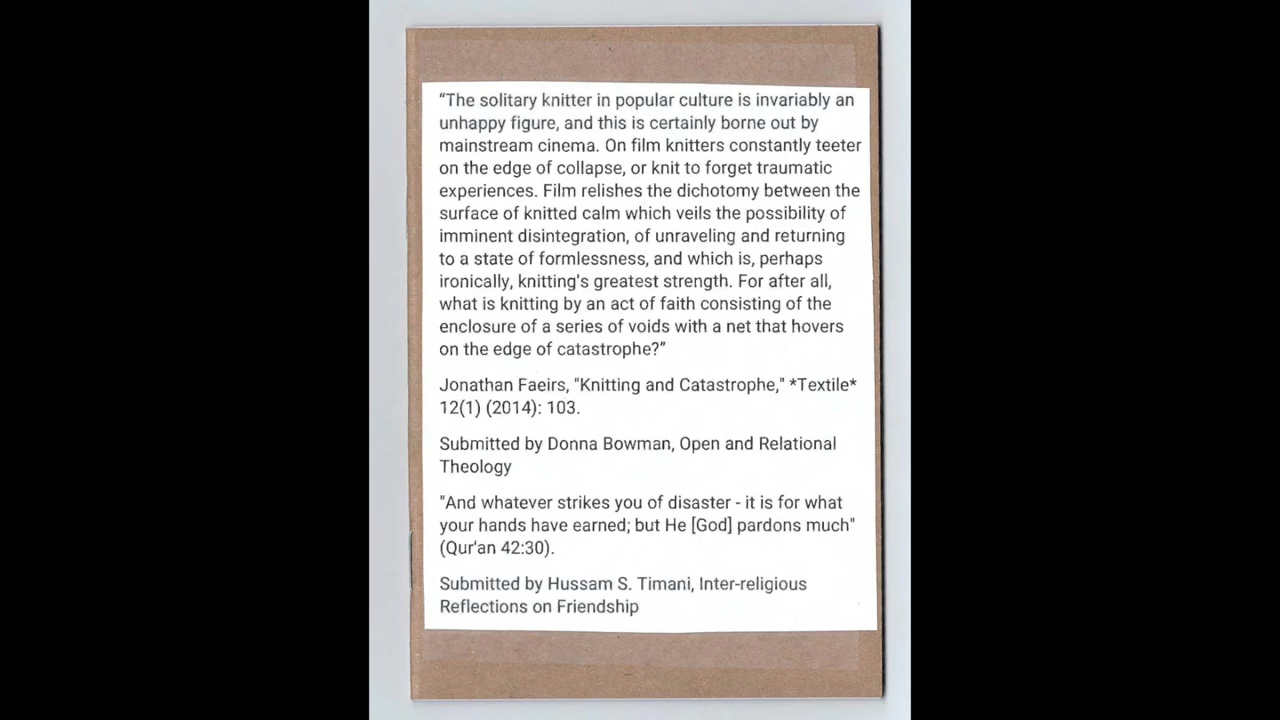 “The solitary knitter in popular culture is invariably an
unhappy figure, and this is certainly borne out by
mainstream cinema. On film knitters constantly teeter
on the edge of collapse, or knit to forget traumatic
experiences. Film relishes the dichotomy between the
surface of knitted calm which veils the possibility of
imminent disintegration, of unraveling and returning
to a state of formlessness, and which is, perhaps
ironically, knitting's greatest strength. For after all,
what is knitting by an act of faith consisting of the
enclosure of a series of voids with a net that hovers
on the edge of catastrophe?”
Jonathan Faeirs, "Knitting and Catastrophe," *Textile*
12(1) (2014): 103.
Submitted by Donna Bowman, Open and Relational
Theology
"And whatever strikes you of disaster - it is for what
your hands have earned; but He [God] pardons much"
(Qur'an 42:30).
Submitted by Hussam S. Timani, Inter-religious
Reflections on Friendship